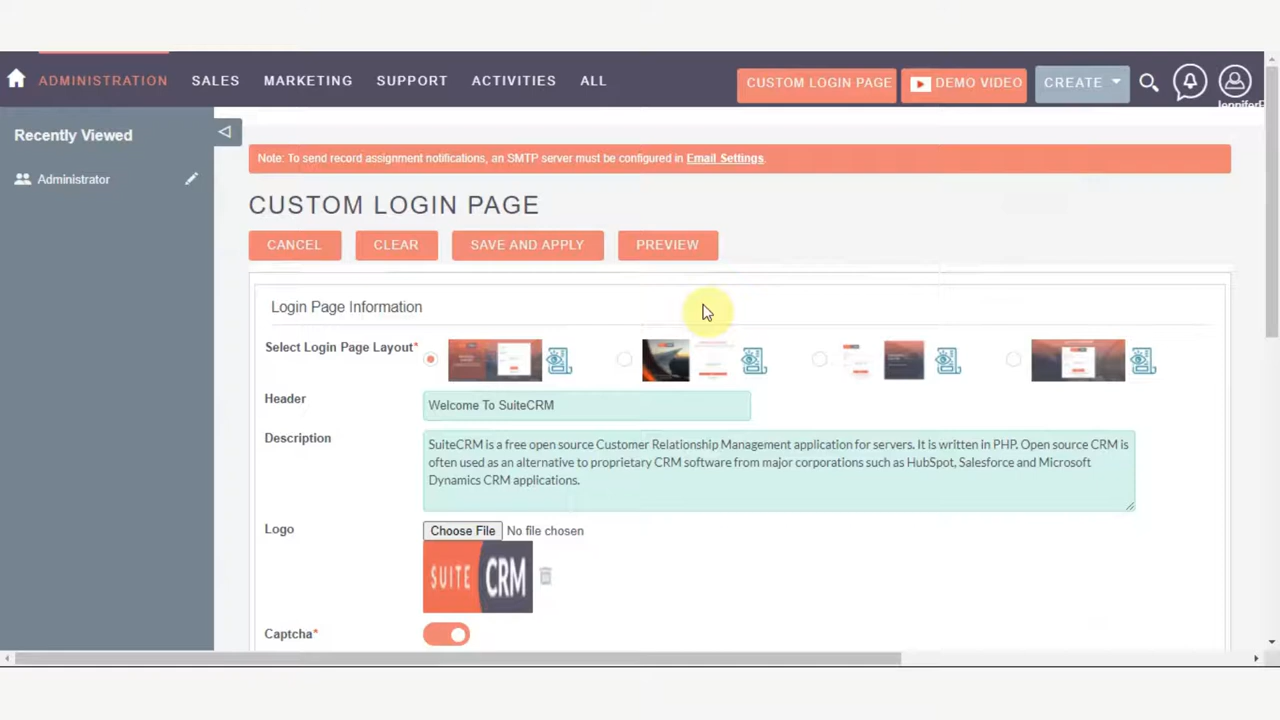 ADMINISTRATION SALES MARKETING SUPPORT ACTIVITIES ALL CUSTOM LOGIN PAGE DEMO VIDEO CREATE
Recently Viewed
Administrator
Note: To send record assignment notifications, an SMTP server must be configured in Email Settings.
CUSTOM LOGIN PAGE
CANCEL CLEAR SAVE AND APPLY PREVIEW
Login Page Information
Select Login Page Layout*
Header Welcome To SuiteCRM
Description
SuiteCRM is a free open source Customer Relationship Management application for servers. It is written in PHP. Open source CRM is
often used as an alternative to proprietary CRM software from major corporations such as HubSpot, Salesforce and Microsoft
Dynamics CRM applications.
Logo Choose File No file chosen
SUITE CRM
Captcha*